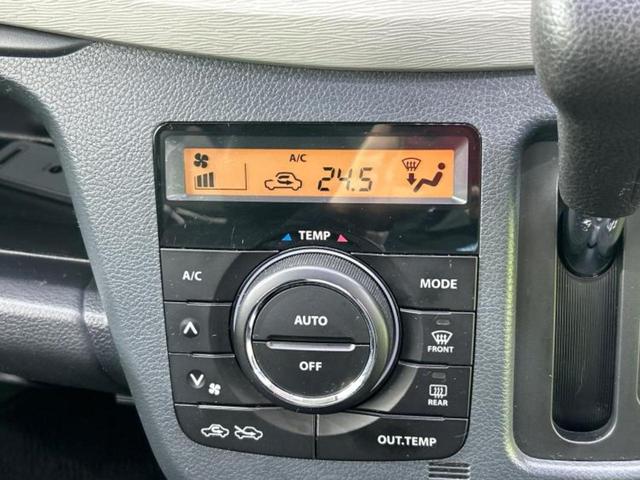 A/C
24.5
TEMP
A/C
MODE
AUTO
OFF
FRONT
REAR
OUT.TEMP